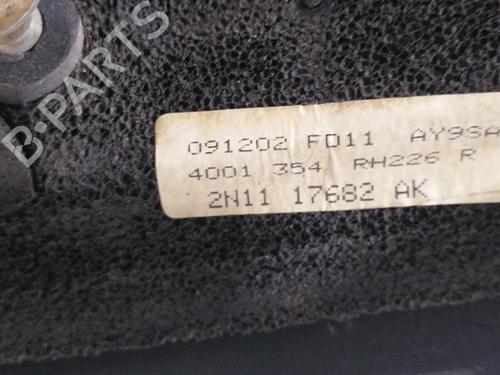 B-PARTS
091202 FD11 AY9SA
4001 354 RH226 R
2N11 17682 AK